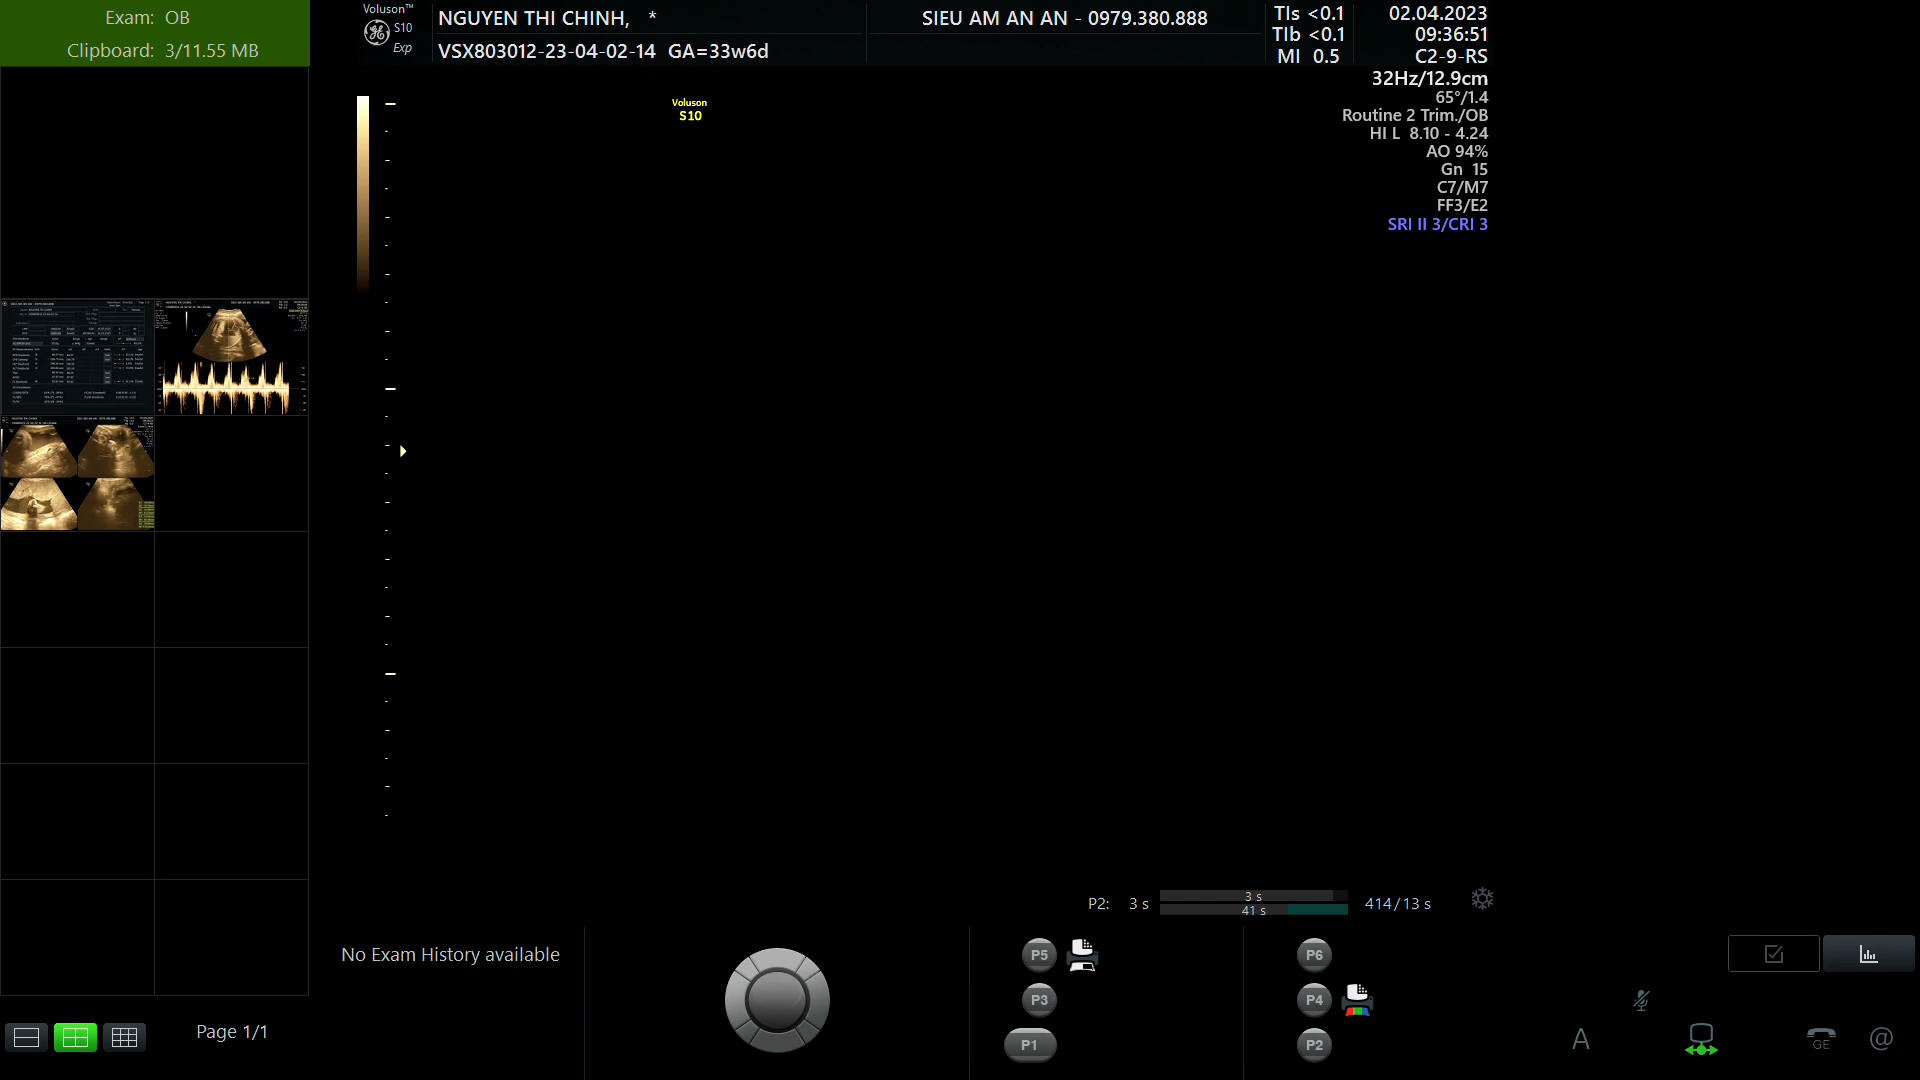 Exam: OB
Clipboard: 3/11.55 MB
Voluson™
S10
Exp
NGUYEN THI CHINH, *
VSX803012-23-04-02-14 GA=33w6d
SIEU AM AN AN - 0979.380.888
TIs <0.1
TIb <0.1
MI 0.5
02.04.2023
09:36:51
C2-9-RS
32Hz/12.9cm
65°/1.4
Routine 2 Trim./OB
HI L 8.10 - 4.24
AO 94%
Gn 15
C7/M7
FF3/E2
SRI II 3/CRI 3
Voluson
S10
P2: 3 s
3 s
41 s
414/13 s
No Exam History available
P5
P3
P1
P6
P4
P2
A
GE
@
Page 1/1